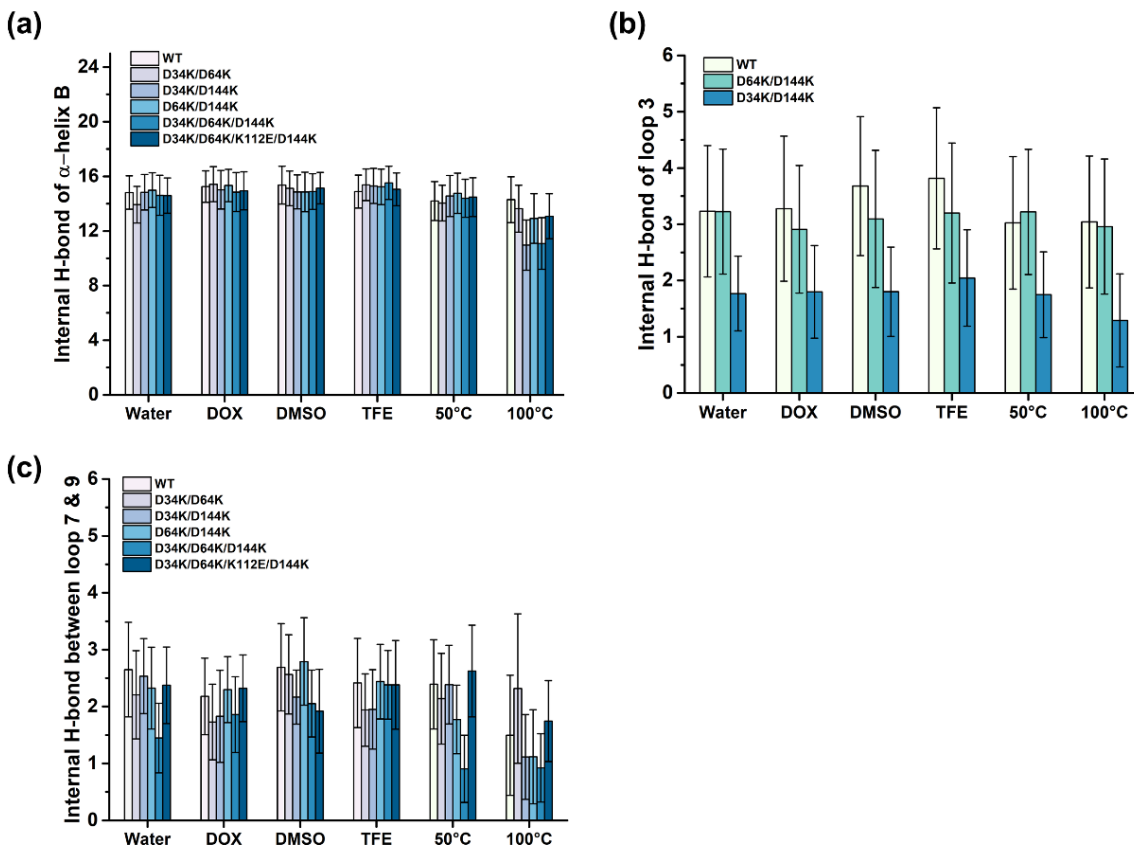 (a)
Internal H-bond of α−helix B
24
20
16
12
8
4
0
WT
D34K/D64K
D34K/D144K
D64K/D144K
D34K/D64K/D144K
D34K/D64K/K112E/D144K
Water DOX DMSO TFE 50°C 100°C
(b)
Internal H-bond of loop 3
6
5
4
3
2
1
0
WT
D64K/D144K
D34K/D144K
Water DOX DMSO TFE 50°C 100°C
(c)
Internal H-bond between loop 7 & 9
6
5
4
3
2
1
0
WT
D34K/D64K
D34K/D144K
D64K/D144K
D34K/D64K/D144K
D34K/D64K/K112E/D144K
Water DOX DMSO TFE 50°C 100°C